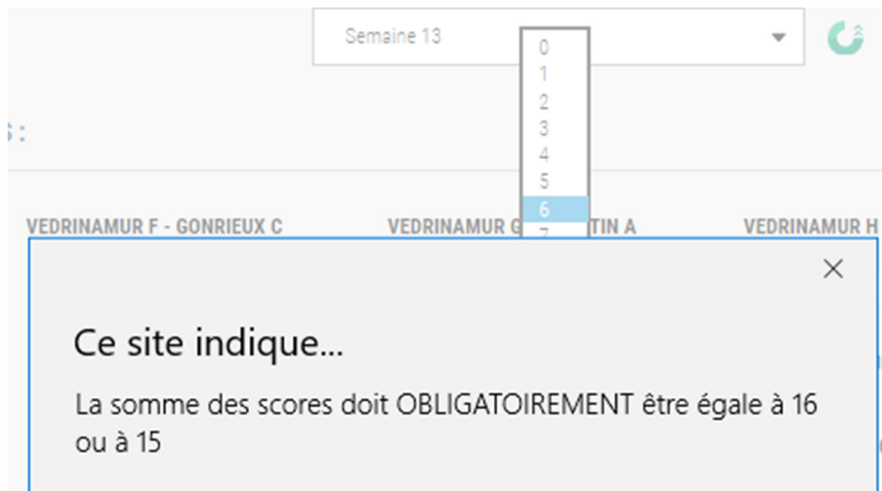 Semaine 13
0
1
2
3
4
5
6
7
S :
VEDRINAMUR F - GONRIEUX C
VEDRINAMUR G
TIN A
VEDRINAMUR H
Ce site indique...
La somme des scores doit OBLIGATOIREMENT être égale à 16
ou à 15